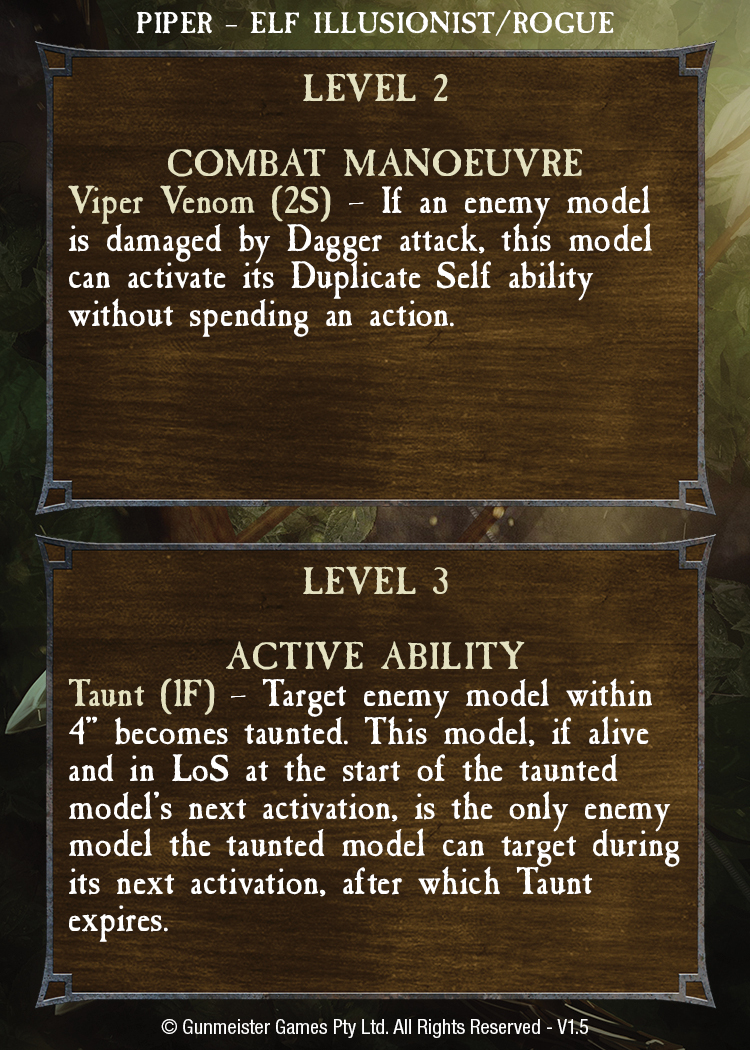 PIPER – ELF ILLUSIONIST/ROGUE
LEVEL 2
COMBAT MANOEUVRE
Viper Venom (2S) – If an enemy model
is damaged by Dagger attack, this model
can activate its Duplicate Self ability
without spending an action.
LEVEL 3
ACTIVE ABILITY
Taunt (1F) – Target enemy model within
4” becomes taunted. This model, if alive
and in LoS at the start of the taunted
model’s next activation, is the only enemy
model the taunted model can target during
its next activation, after which Taunt
expires.
© Gunmeister Games Pty Ltd. All Rights Reserved - V1.5